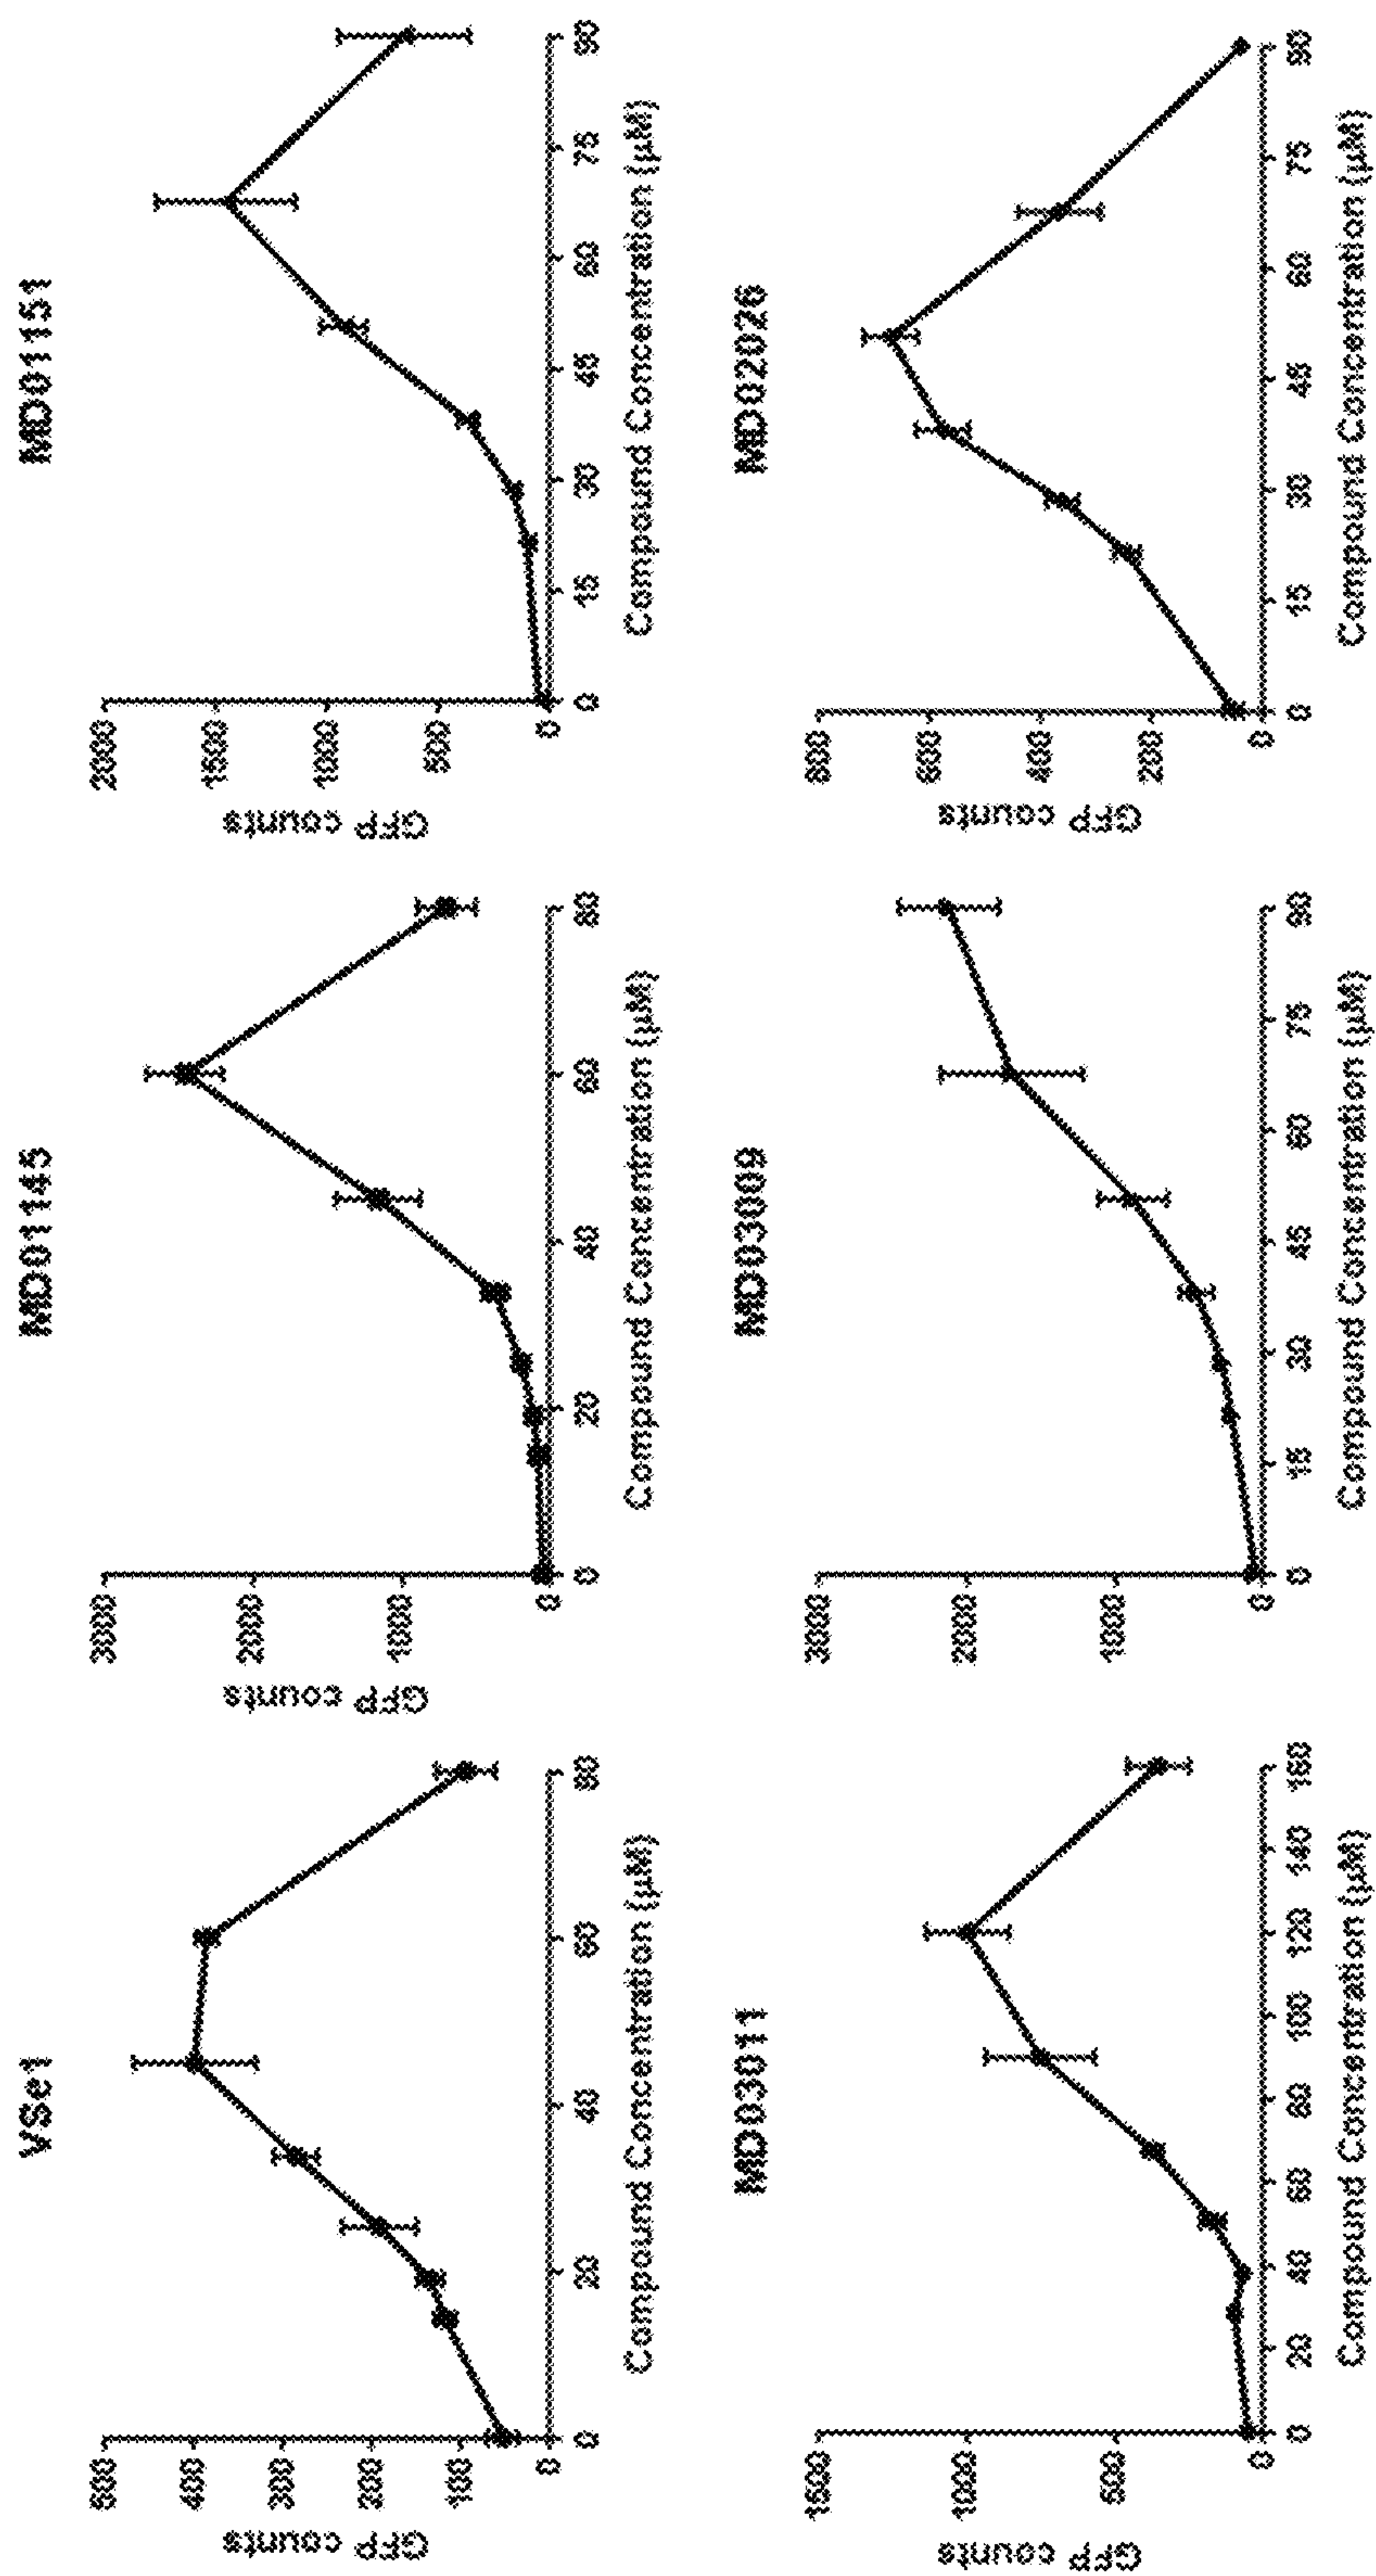 VSe1
GFP counts
500
400
300
200
100
0
0 20 40 60 80
Compound Concentration (µM)
MD01145
GFP counts
3000
2000
1000
0
0 20 40 60 80
Compound Concentration (µM)
MD01151
GFP counts
2000
1500
1000
500
0
0 15 30 45 60 75 90
Compound Concentration (µM)
MD03011
GFP counts
1500
1000
500
0
0 20 40 60 80 100 120 140 160
Compound Concentration (µM)
MD03009
3000
2000
1000
0
0 15 30 45 60 75 90
Compound Concentration (µM)
MD02026
GFP counts
800
600
400
200
0
0 15 30 45 60 75 90
Compound Concentration (µM)